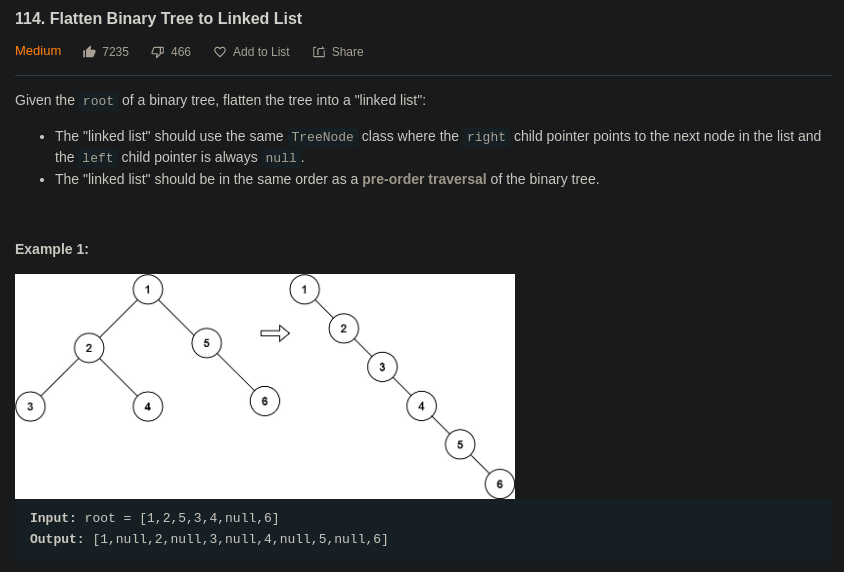 114. Flatten Binary Tree to Linked List
Medium 7235 466 Add to List Share
Given the root of a binary tree, flatten the tree into a "linked list":
• The "linked list" should use the same TreeNode class where the right child pointer points to the next node in the list and
the left child pointer is always null.
• The "linked list" should be in the same order as a pre-order traversal of the binary tree.
Example 1:
1
2 5
3 4 6
1
2
3
4
5
6
Input: root = [1,2,5,3,4,null,6]
Output: [1,null,2,null,3,null,4,null,5,null,6]